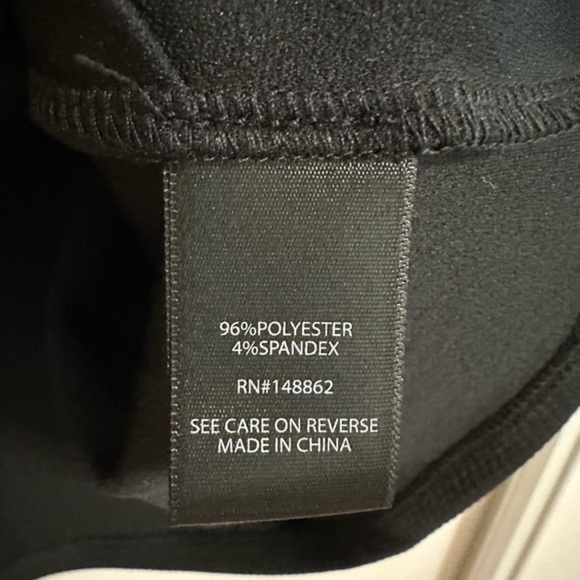 96%POLYESTER
4%SPANDEX
RN#148862
SEE CARE ON REVERSE
MADE IN CHINA